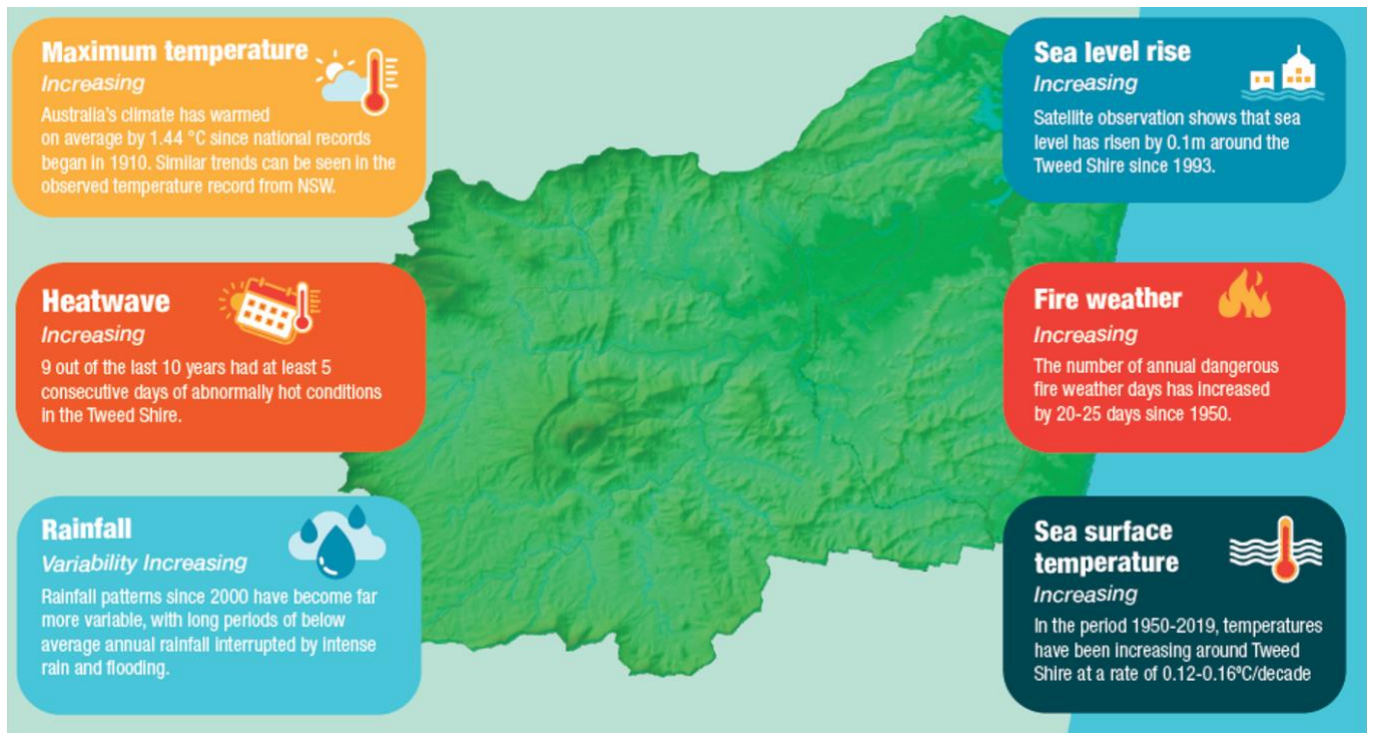 Maximum temperature
Increasing
Australia's climate has warmed
on average by 1.44 °C since national records
began in 1910. Similar trends can be seen in the
observed temperature record from NSW.
Heatwave
Increasing
9 out of the last 10 years had at least 5
consecutive days of abnormally hot conditions
in the Tweed Shire.
Rainfall
Variability Increasing
Rainfall patterns since 2000 have become far
more variable, with long periods of below
average annual rainfall interrupted by intense
rain and flooding.
Sea level rise
Increasing
Satellite observation shows that sea
level has risen by 0.1m around the
Tweed Shire since 1993.
Fire weather
Increasing
The number of annual dangerous
fire weather days has increased
by 20-25 days since 1950.
Sea surface
temperature
Increasing
In the period 1950-2019, temperatures
have been increasing around Tweed
Shire at a rate of 0.12-0.16ºC/decade